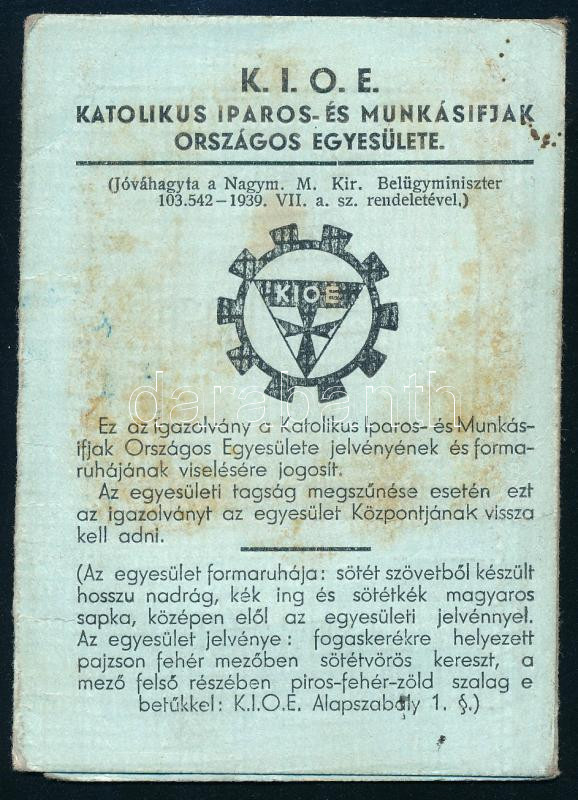 K. I. O. E.
KATOLIKUS IPAROS- ÉS MUNKÁSIFJAK
ORSZÁGOS EGYESÜLETE.
(Jóváhagyta a Nagym. M. Kir. Belügyminiszter
103.542—1939. VII. a. sz. rendeletével.)
KIOE
darabanth
Ez az igazolvány a Katolikus Iparos- és Munkás-
ifjak Országos Egyesülete jelvényének és forma-
ruhájának viselésére jogosít.
Az egyesületi tagság megszűnése esetén ezt
az igazolványt az egyesület Központjának vissza
kell adni.
(Az egyesület formaruhája: sötét szövetből készült
hosszu nadrág, kék ing és sötétkék magyaros
sapka, középen elől az egyesületi jelvénnyel.
Az egyesület jelvénye: fogaskerékre helyezett
pajzson fehér mezőben sötétvörös kereszt, a
mező felső részében piros-fehér-zöld szalag e
betűkkel: K.I.O.E. Alapszabály 1. §.)